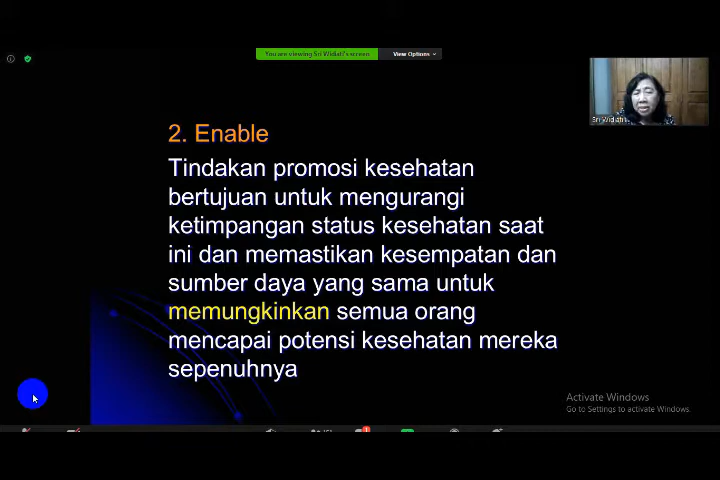 You are viewing Sri Widiati's screen
View Options
Sri Widiati
2. Enable
Tindakan promosi kesehatan
bertujuan untuk mengurangi
ketimpangan status kesehatan saat
ini dan memastikan kesempatan dan
sumber daya yang sama untuk
memungkinkan semua orang
mencapai potensi kesehatan mereka
sepenuhnya
Activate Windows
Go to Settings to activate Windows.